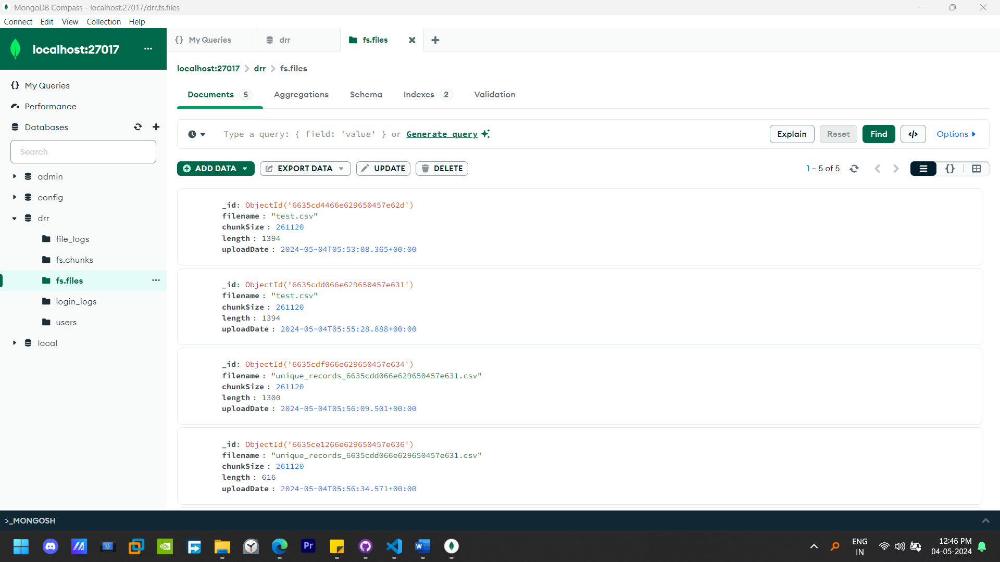 MongoDB Compass - localhost:27017/drr.fs.files
Connect Edit View Collection Help
localhost:27017 ...
My Queries
Performance
Databases
Search
admin
config
drr
file_logs
fs.chunks
fs.files ...
login_logs
users
local
{} My Queries drr fs.files
localhost:27017 > drr > fs.files
Documents 5 Aggregations Schema Indexes 2 Validation
Type a query: { field: 'value' } or Generate query
Explain Reset Find </> Options
ADD DATA EXPORT DATA UPDATE DELETE
1 – 5 of 5 {}
_id: ObjectId('6635cd4466e629650457e62d')
filename : "test.csv"
chunkSize : 261120
length : 1394
uploadDate : 2024-05-04T05:53:08.365+00:00
_id: ObjectId('6635cdd066e629650457e631')
filename : "test.csv"
chunkSize : 261120
length : 1394
uploadDate : 2024-05-04T05:55:28.888+00:00
_id: ObjectId('6635cdf966e629650457e634')
filename : "unique_records_6635cdd066e629650457e631.csv"
chunkSize : 261120
length : 1300
uploadDate : 2024-05-04T05:56:09.501+00:00
_id: ObjectId('6635ce1266e629650457e636')
filename : "unique_records_6635cdd066e629650457e631.csv"
chunkSize : 261120
length : 616
uploadDate : 2024-05-04T05:56:34.571+00:00
>_MONGOSH
Pr
W
ENG
IN
12:46 PM
04-05-2024